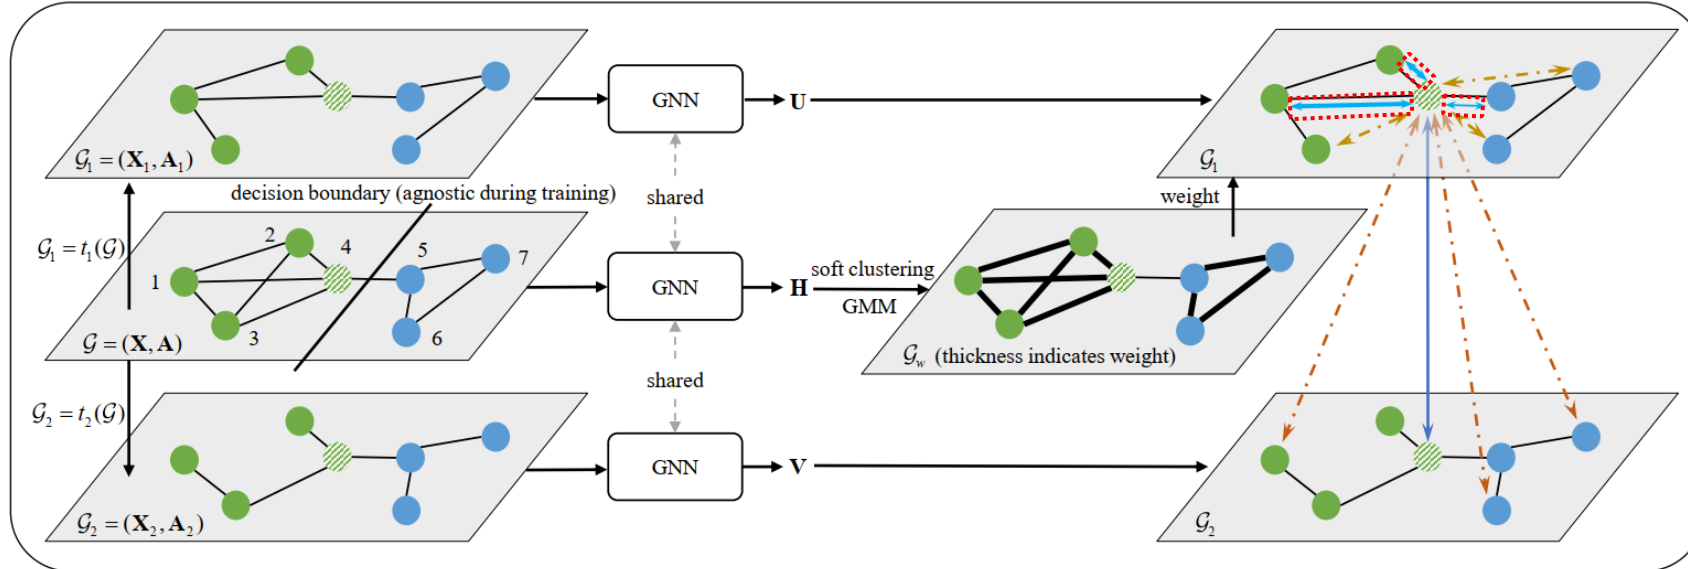 GNN
U
𝒢₁ = (X₁, A₁)
𝒢₁
decision boundary (agnostic during training)
shared
weight
𝒢₁ = t₁(𝒢)
2
4
5
7
1
3
6
GNN
H
soft clustering
GMM
𝒢 = (X, A)
𝒢w (thickness indicates weight)
shared
𝒢₂ = t₂(𝒢)
GNN
V
𝒢₂ = (X₂, A₂)
𝒢₂